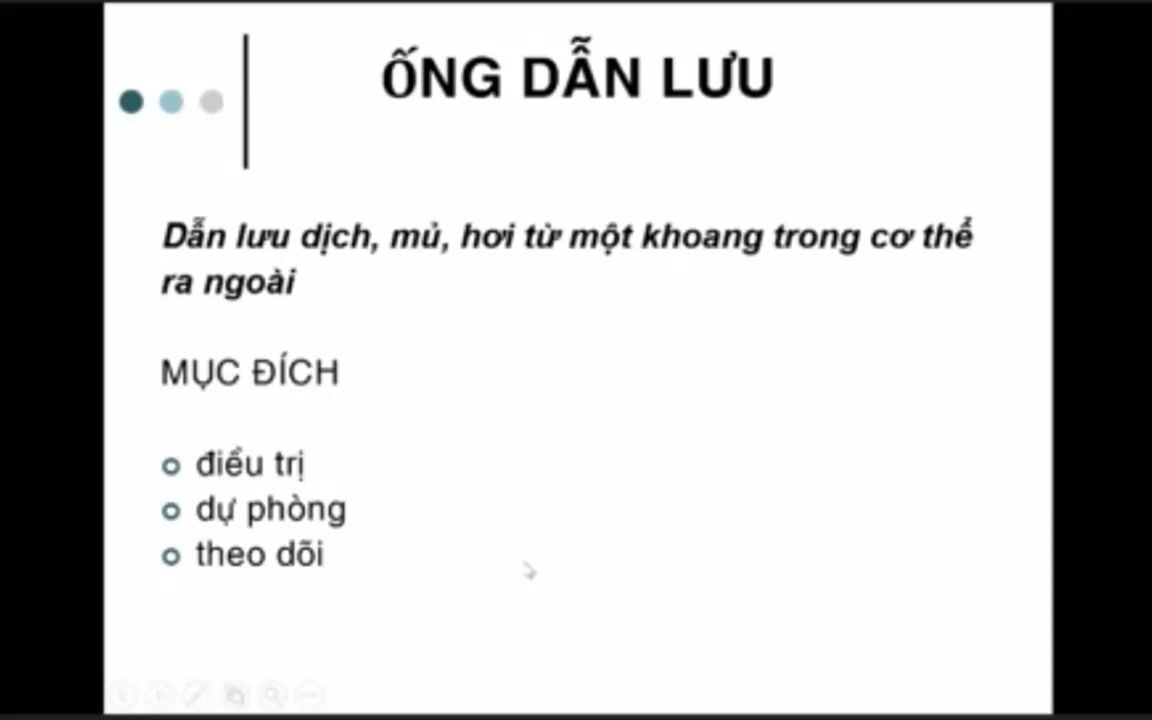 ỐNG DẪN LƯU
Dẫn lưu dịch, mủ, hơi từ một khoang trong cơ thể
ra ngoài
MỤC ĐÍCH
điều trị
dự phòng
theo dõi